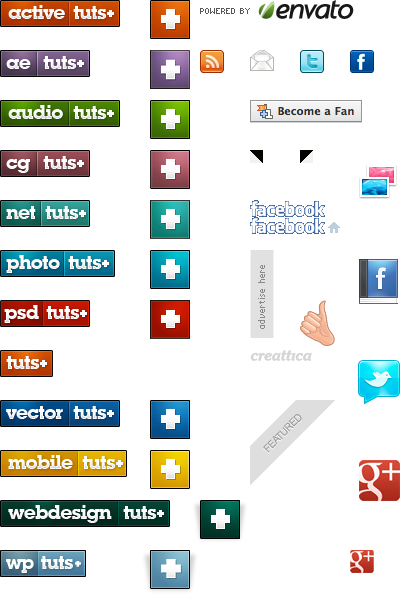 active tuts+
POWERED BY envato
ae tuts+
f
audio tuts+
Become a Fan
cg tuts+
net tuts+
facebook
facebook
photo tuts+
advertise here
f
psd tuts+
tuts+
creattica
vector tuts+
FEATURED
mobile tuts+
g+
webdesign tuts+
wp tuts+
g+